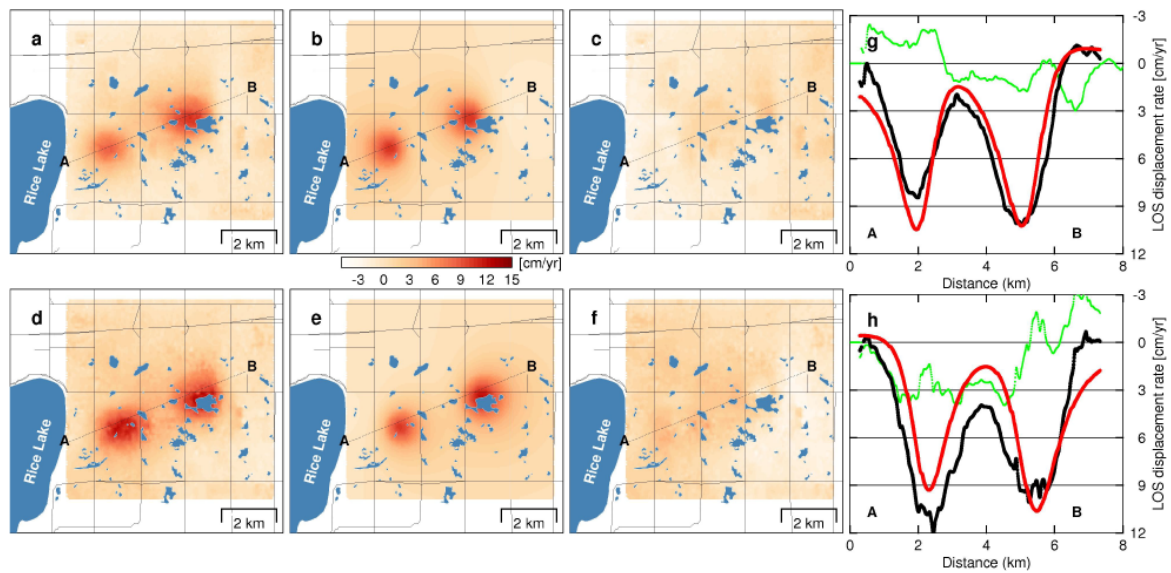 a
B
A
Rice Lake
2 km
b
B
A
Rice Lake
2 km
c
B
A
Rice Lake
2 km
[cm/yr]
-3 0 3 6 9 12 15
g
-3
0
3
6
9
12
LOS displacement rate [cm/yr]
A
B
0 2 4 6 8
Distance (km)
d
B
A
Rice Lake
2 km
e
B
A
Rice Lake
2 km
f
B
A
Rice Lake
2 km
h
-3
0
3
6
9
12
LOS displacement rate [cm/yr]
A
B
0 2 4 6 8
Distance (km)